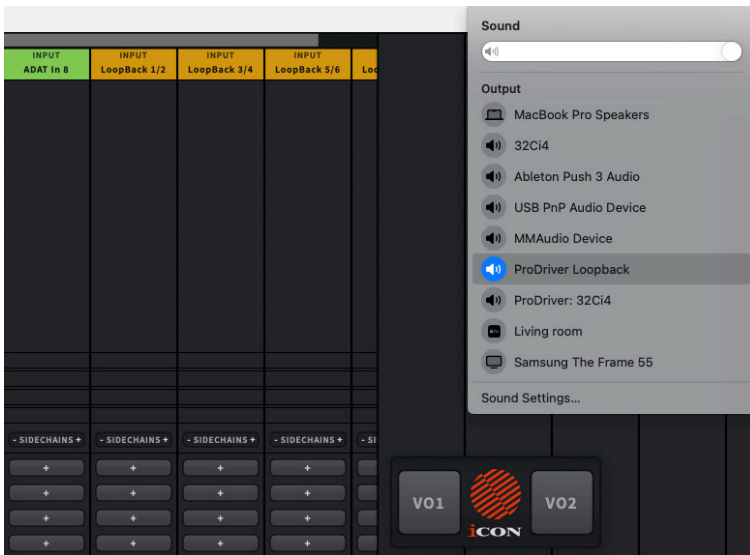 INPUT INPUT INPUT INPUT
ADAT In 8 LoopBack 1/2 LoopBack 3/4 LoopBack 5/6 Loo
- SIDECHAINS + - SIDECHAINS + - SIDECHAINS + - SIDECHAINS + - SI
+ + + +
+ + + +
+ + + +
+ + + +
Sound
Output
MacBook Pro Speakers
32Ci4
Ableton Push 3 Audio
USB PnP Audio Device
MMAudio Device
ProDriver Loopback
ProDriver: 32Ci4
Living room
Samsung The Frame 55
Sound Settings...
VO1 iCON VO2